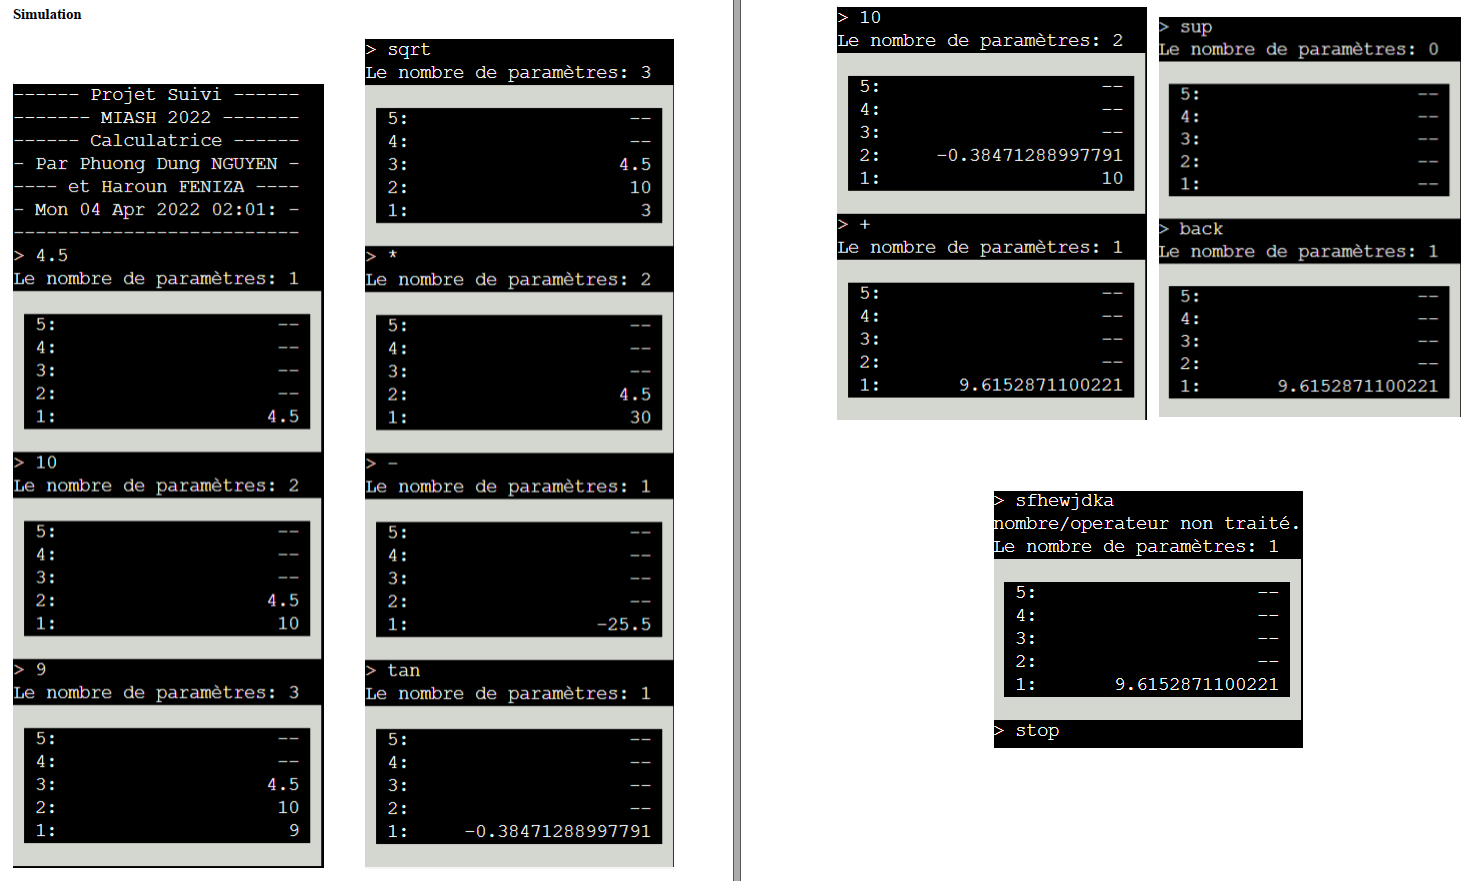 Simulation
------ Projet Suivi ------
------- MIASH 2022 -------
------ Calculatrice ------
- Par Phuong Dung NGUYEN -
---- et Haroun FENIZA ----
- Mon 04 Apr 2022 02:01: -
--------------------------
> 4.5
Le nombre de paramètres: 1
5: --
4: --
3: --
2: --
1: 4.5
> 10
Le nombre de paramètres: 2
5: --
4: --
3: --
2: 4.5
1: 10
> 9
Le nombre de paramètres: 3
5: --
4: --
3: 4.5
2: 10
1: 9
> sqrt
Le nombre de paramètres: 3
5: --
4: --
3: 4.5
2: 10
1: 3
> *
Le nombre de paramètres: 2
5: --
4: --
3: --
2: 4.5
1: 30
> -
Le nombre de paramètres: 1
5: --
4: --
3: --
2: --
1: -25.5
> tan
Le nombre de paramètres: 1
5: --
4: --
3: --
2: --
1: -0.38471288997791
> 10
Le nombre de paramètres: 2
5: --
4: --
3: --
2: -0.38471288997791
1: 10
> +
Le nombre de paramètres: 1
5: --
4: --
3: --
2: --
1: 9.6152871100221
> sup
Le nombre de paramètres: 0
5: --
4: --
3: --
2: --
1: --
> back
Le nombre de paramètres: 1
5: --
4: --
3: --
2: --
1: 9.6152871100221
> sfhewjdka
nombre/operateur non traité.
Le nombre de paramètres: 1
5: --
4: --
3: --
2: --
1: 9.6152871100221
> stop